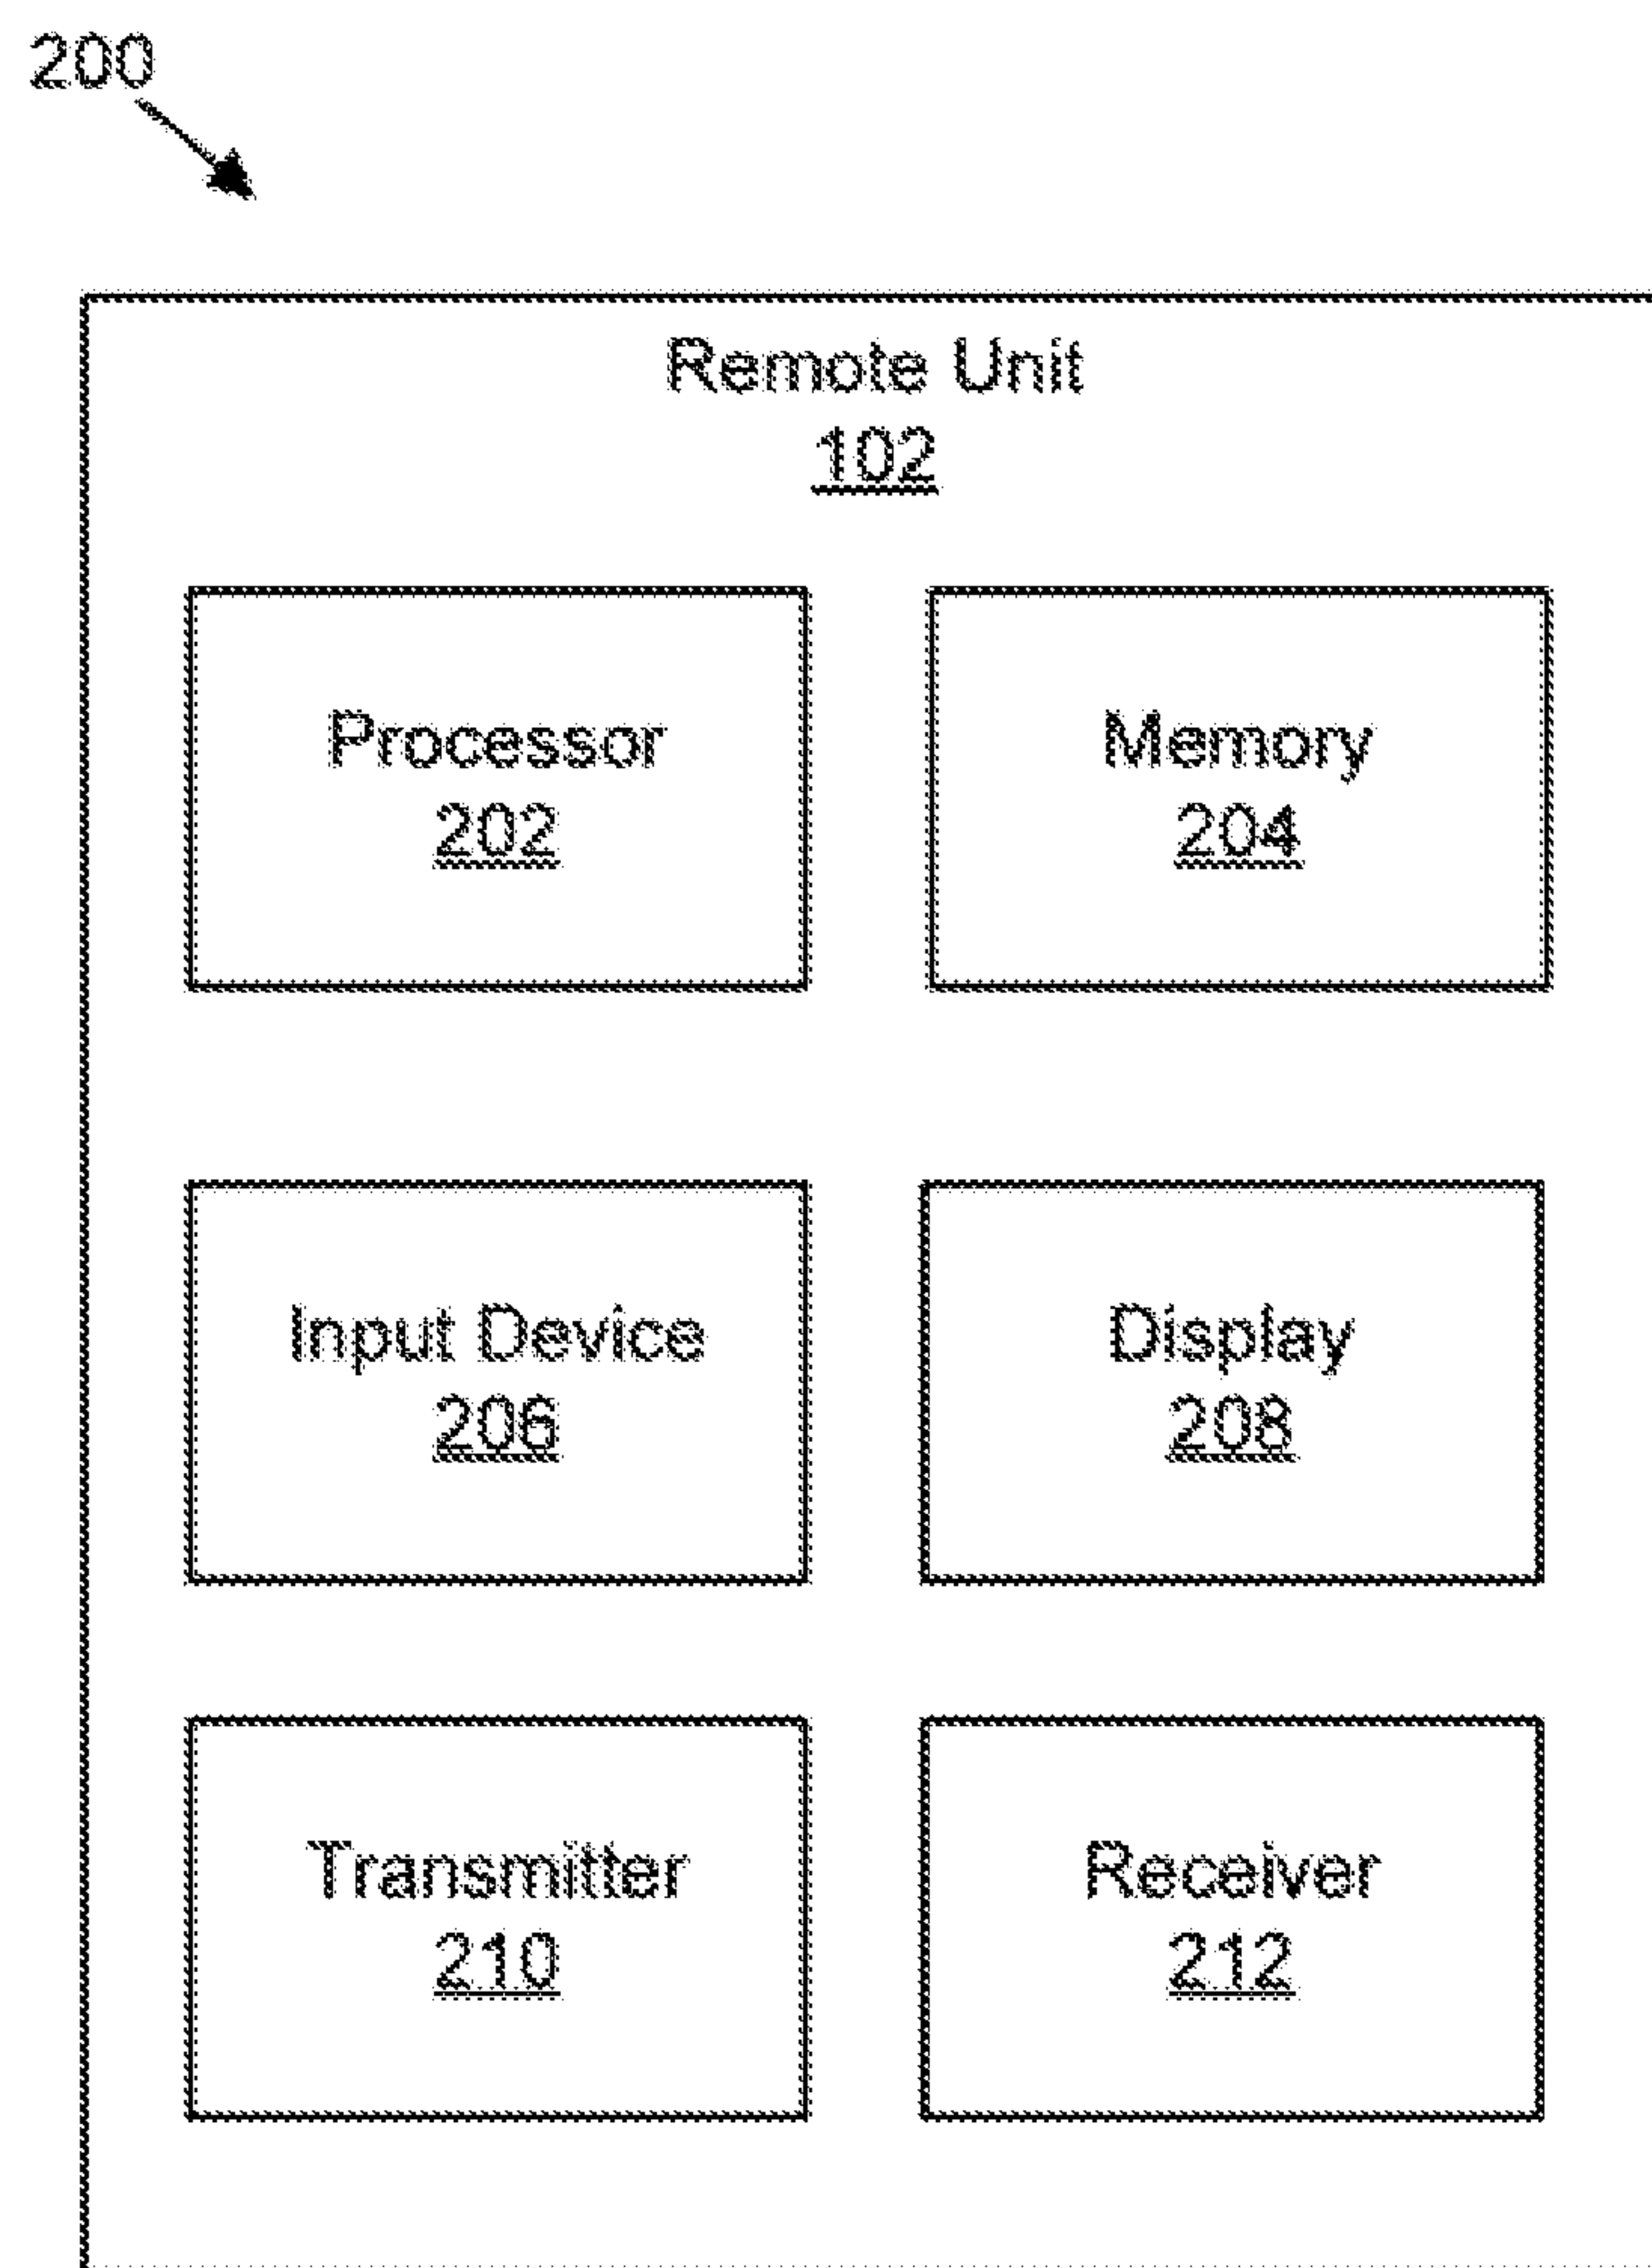 200
Remote Unit
102
Processor
202
Memory
204
Input Device
206
Display
208
Transmitter
210
Receiver
212